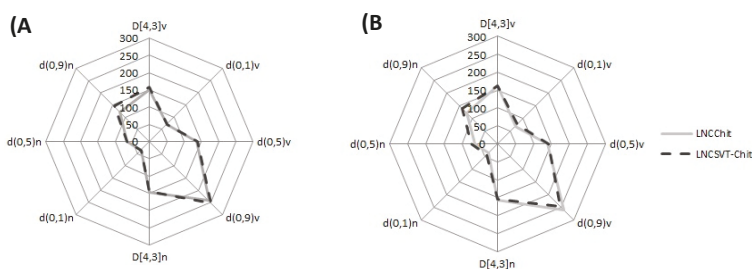 (A
D[4,3]v
300
250
200
150
100
50
0
d(0,1)v
d(0,5)v
d(0,9)v
D[4,3]n
d(0,1)n
d(0,5)n
d(0,9)n
(B
D[4,3]v
300
250
200
150
100
50
0
d(0,1)v
d(0,5)v
d(0,9)v
D[4,3]n
d(0,1)n
d(0,5)n
d(0,9)n
LNCChit
LNCSVT-Chit